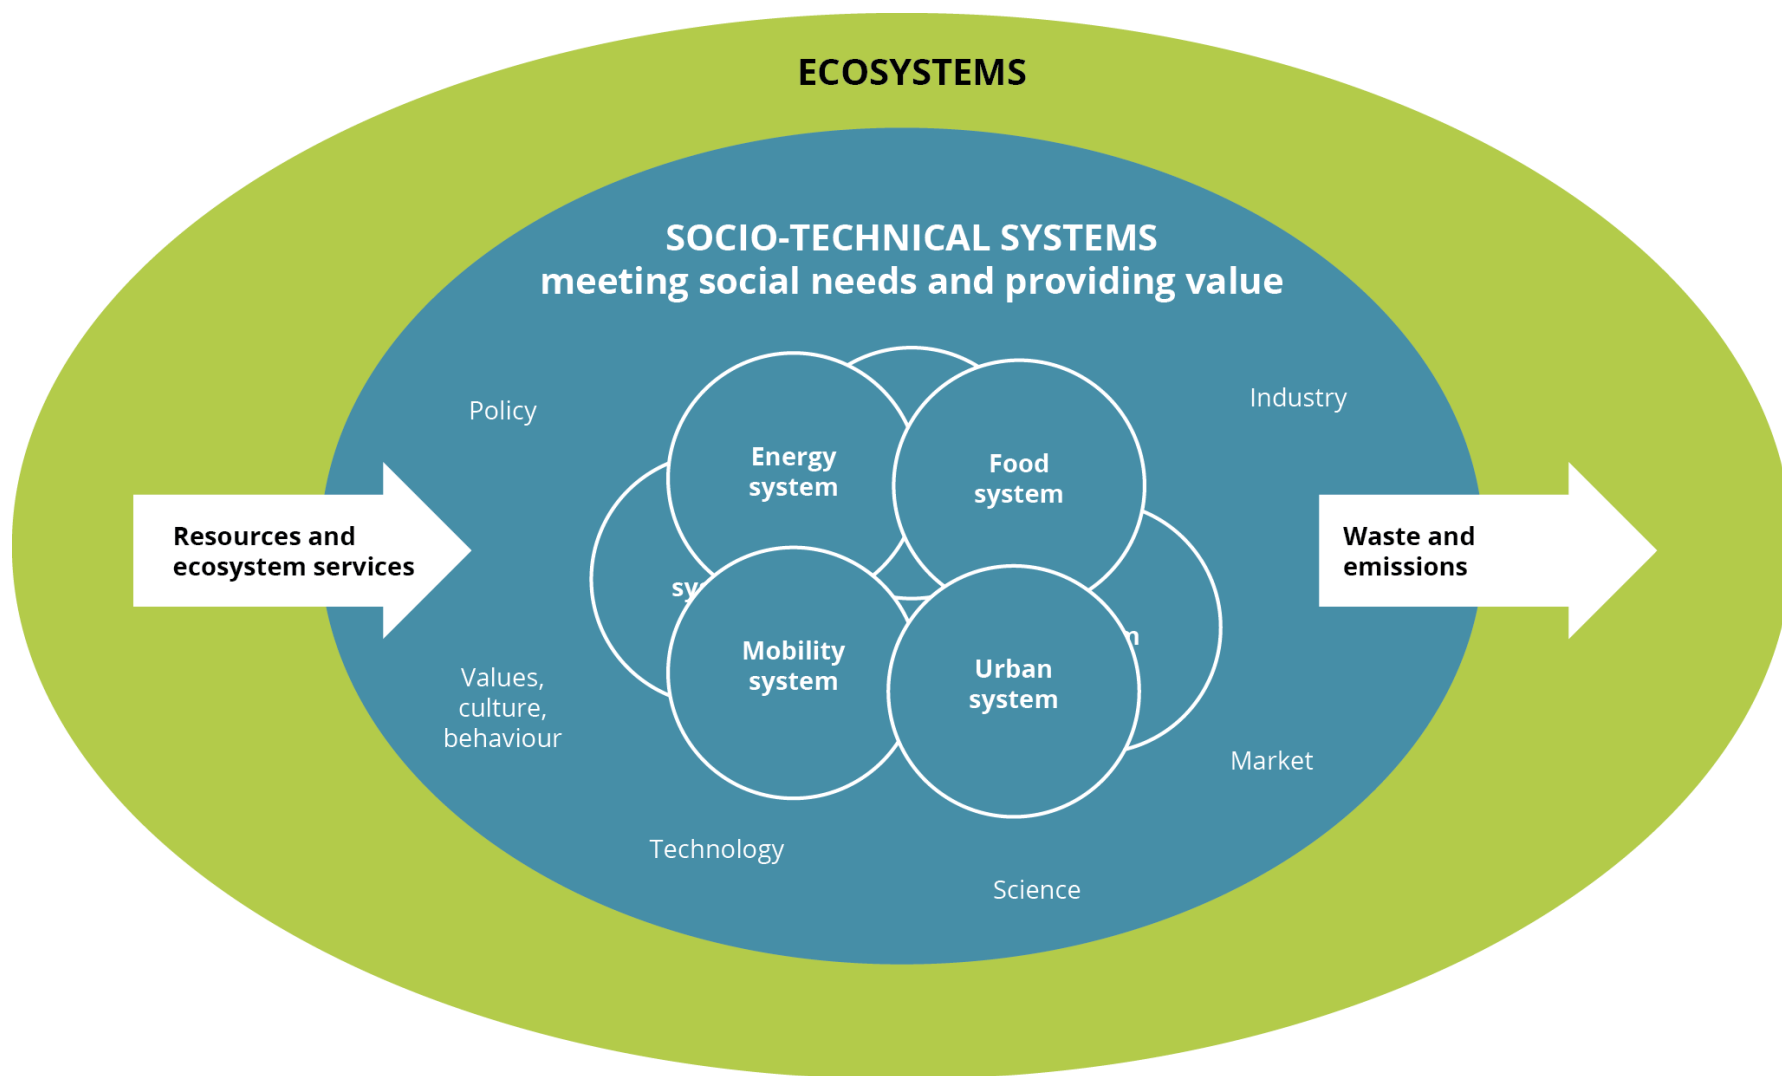 ECOSYSTEMS
SOCIO-TECHNICAL SYSTEMS
meeting social needs and providing value
Policy
Industry
Energy
system
Food
system
Resources and
ecosystem services
Waste and
emissions
Mobility
system
Urban
system
Values,
culture,
behaviour
Market
Technology
Science